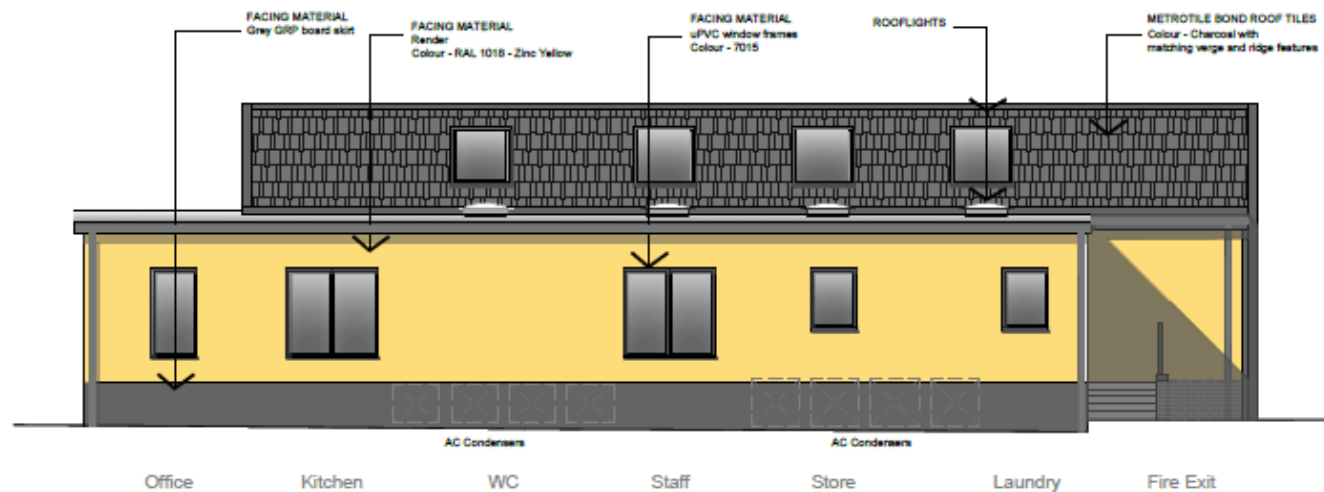 FACING MATERIAL
Grey GRP board skirt
FACING MATERIAL
Render
Colour - RAL 1018 - Zinc Yellow
FACING MATERIAL
uPVC window frames
Colour - 7015
ROOFLIGHTS
METROTILE BOND ROOF TILES
Colour - Charcoal with
matching verge and ridge features
AC Condensers
AC Condensers
Office Kitchen WC Staff Store Laundry Fire Exit